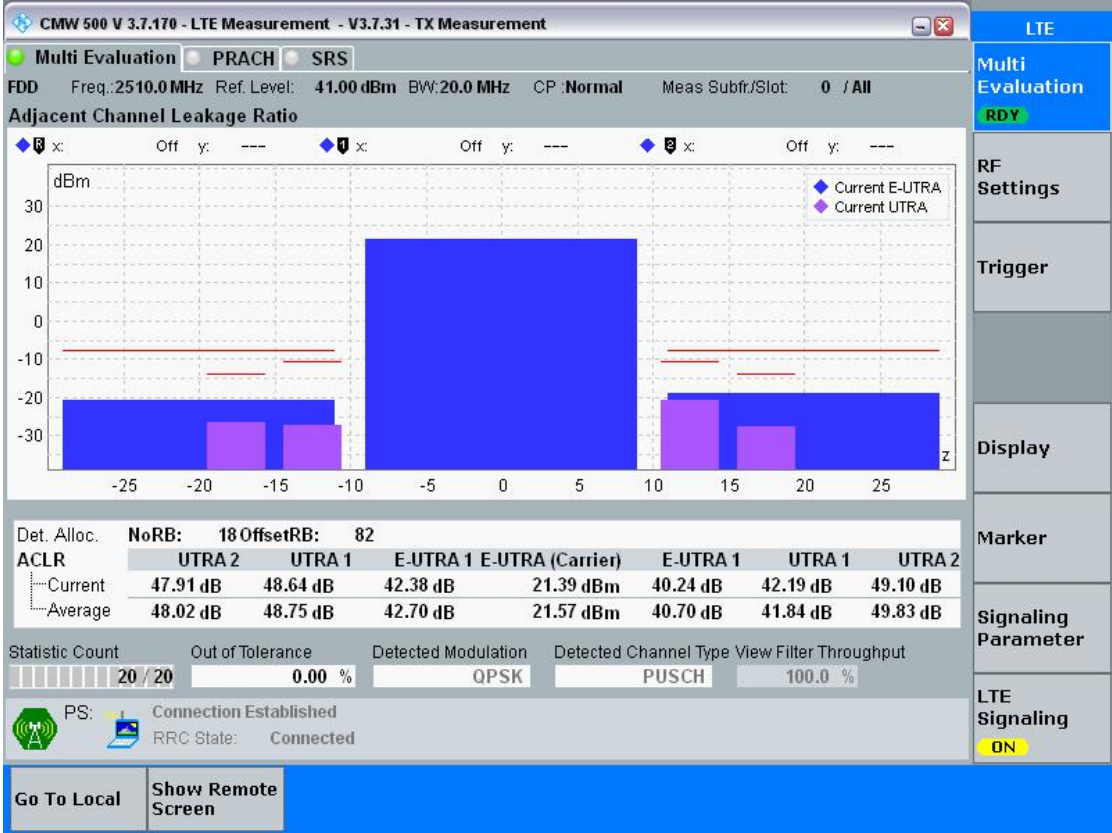 CMW 500 V 3.7.170 - LTE Measurement - V3.7.31 - TX Measurement
LTE
Multi Evaluation PRACH SRS
FDD Freq.:2510.0 MHz Ref. Level: 41.00 dBm BW:20.0 MHz CP :Normal Meas Subfr./Slot: 0 / All
Adjacent Channel Leakage Ratio
R x: Off y: --- 1 x: Off y: --- 2 x: Off y: ---
dBm
Current E-UTRA
Current UTRA
30
20
10
0
-10
-20
-30
z
-25 -20 -15 -10 -5 0 5 10 15 20 25
Det. Alloc. NoRB: 18 OffsetRB: 82
ACLR UTRA 2 UTRA 1 E-UTRA 1 E-UTRA (Carrier) E-UTRA 1 UTRA 1 UTRA 2
Current 47.91 dB 48.64 dB 42.38 dB 21.39 dBm 40.24 dB 42.19 dB 49.10 dB
Average 48.02 dB 48.75 dB 42.70 dB 21.57 dBm 40.70 dB 41.84 dB 49.83 dB
Statistic Count Out of Tolerance Detected Modulation Detected Channel Type View Filter Throughput
20 / 20 0.00 % QPSK PUSCH 100.0 %
PS: Connection Established
RRC State: Connected
Multi
Evaluation
RDY
RF
Settings
Trigger
Display
Marker
Signaling
Parameter
LTE
Signaling
ON
Go To Local
Show Remote
Screen